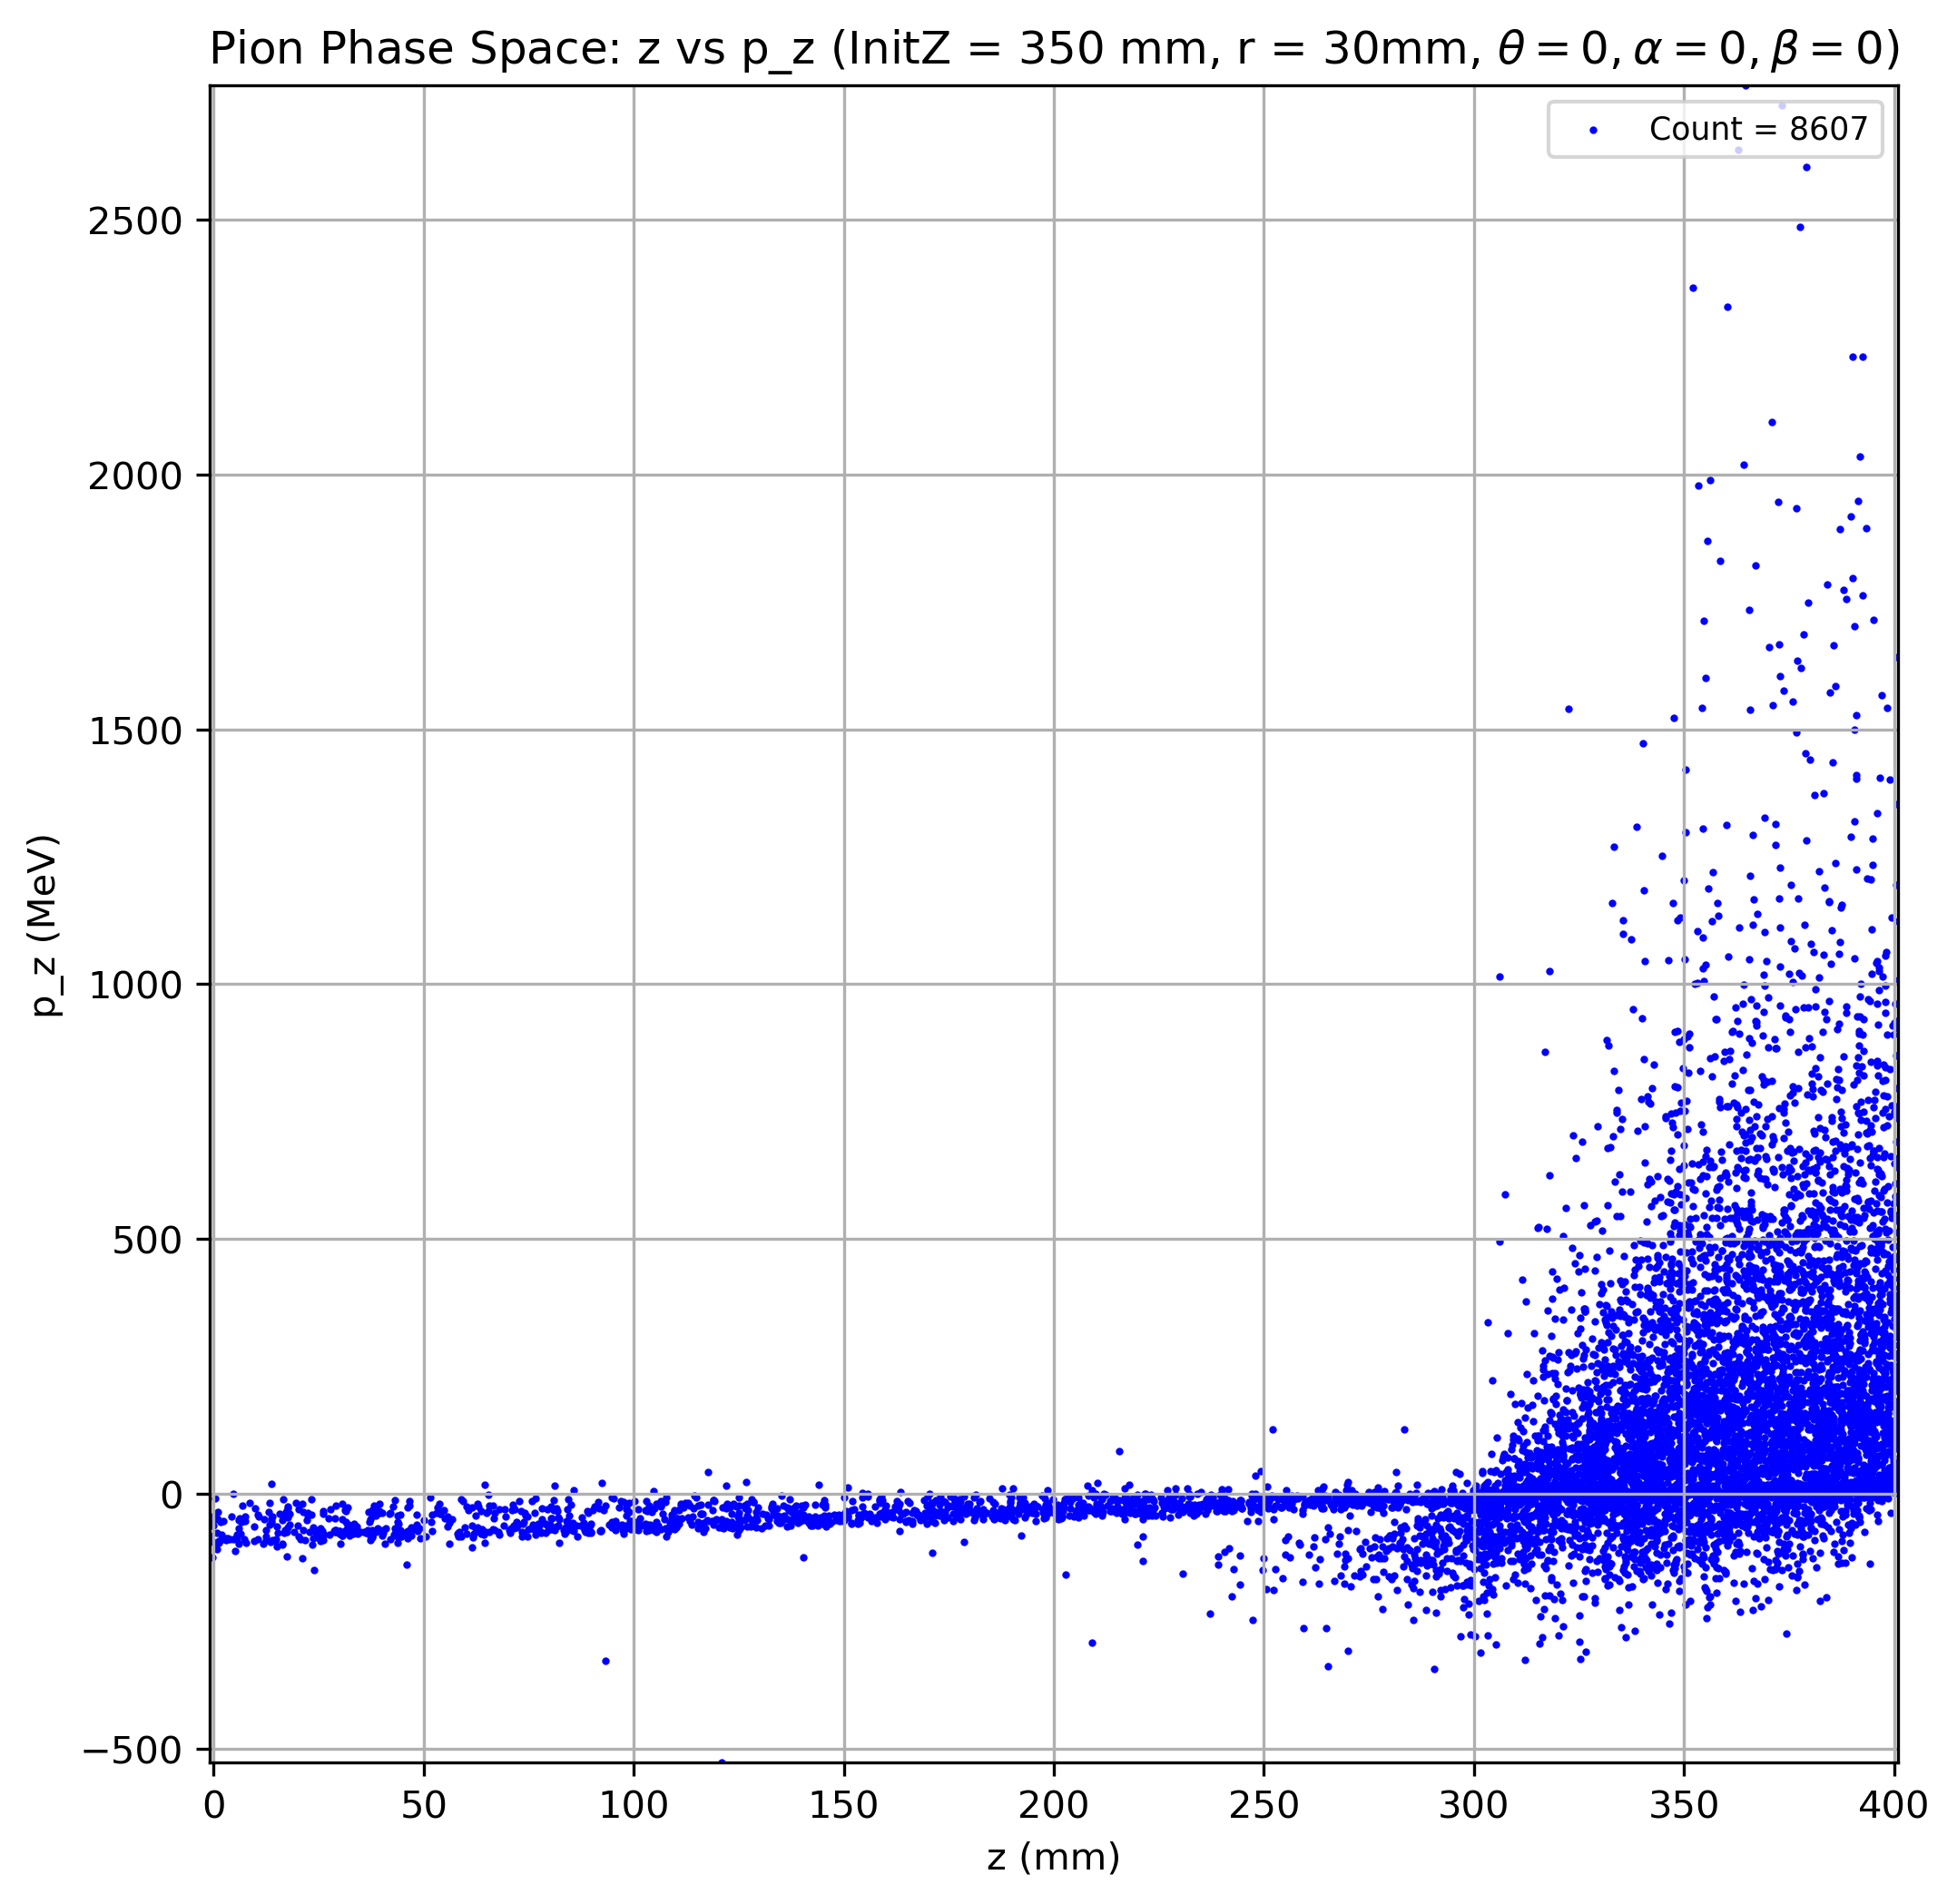 Pion Phase Space: z vs p_z (InitZ = 350 mm, r = 30mm, θ = 0, α = 0, β = 0)
Count = 8607
2500
2000
1500
1000
500
0
−500
p_z (MeV)
0 50 100 150 200 250 300 350 400
z (mm)